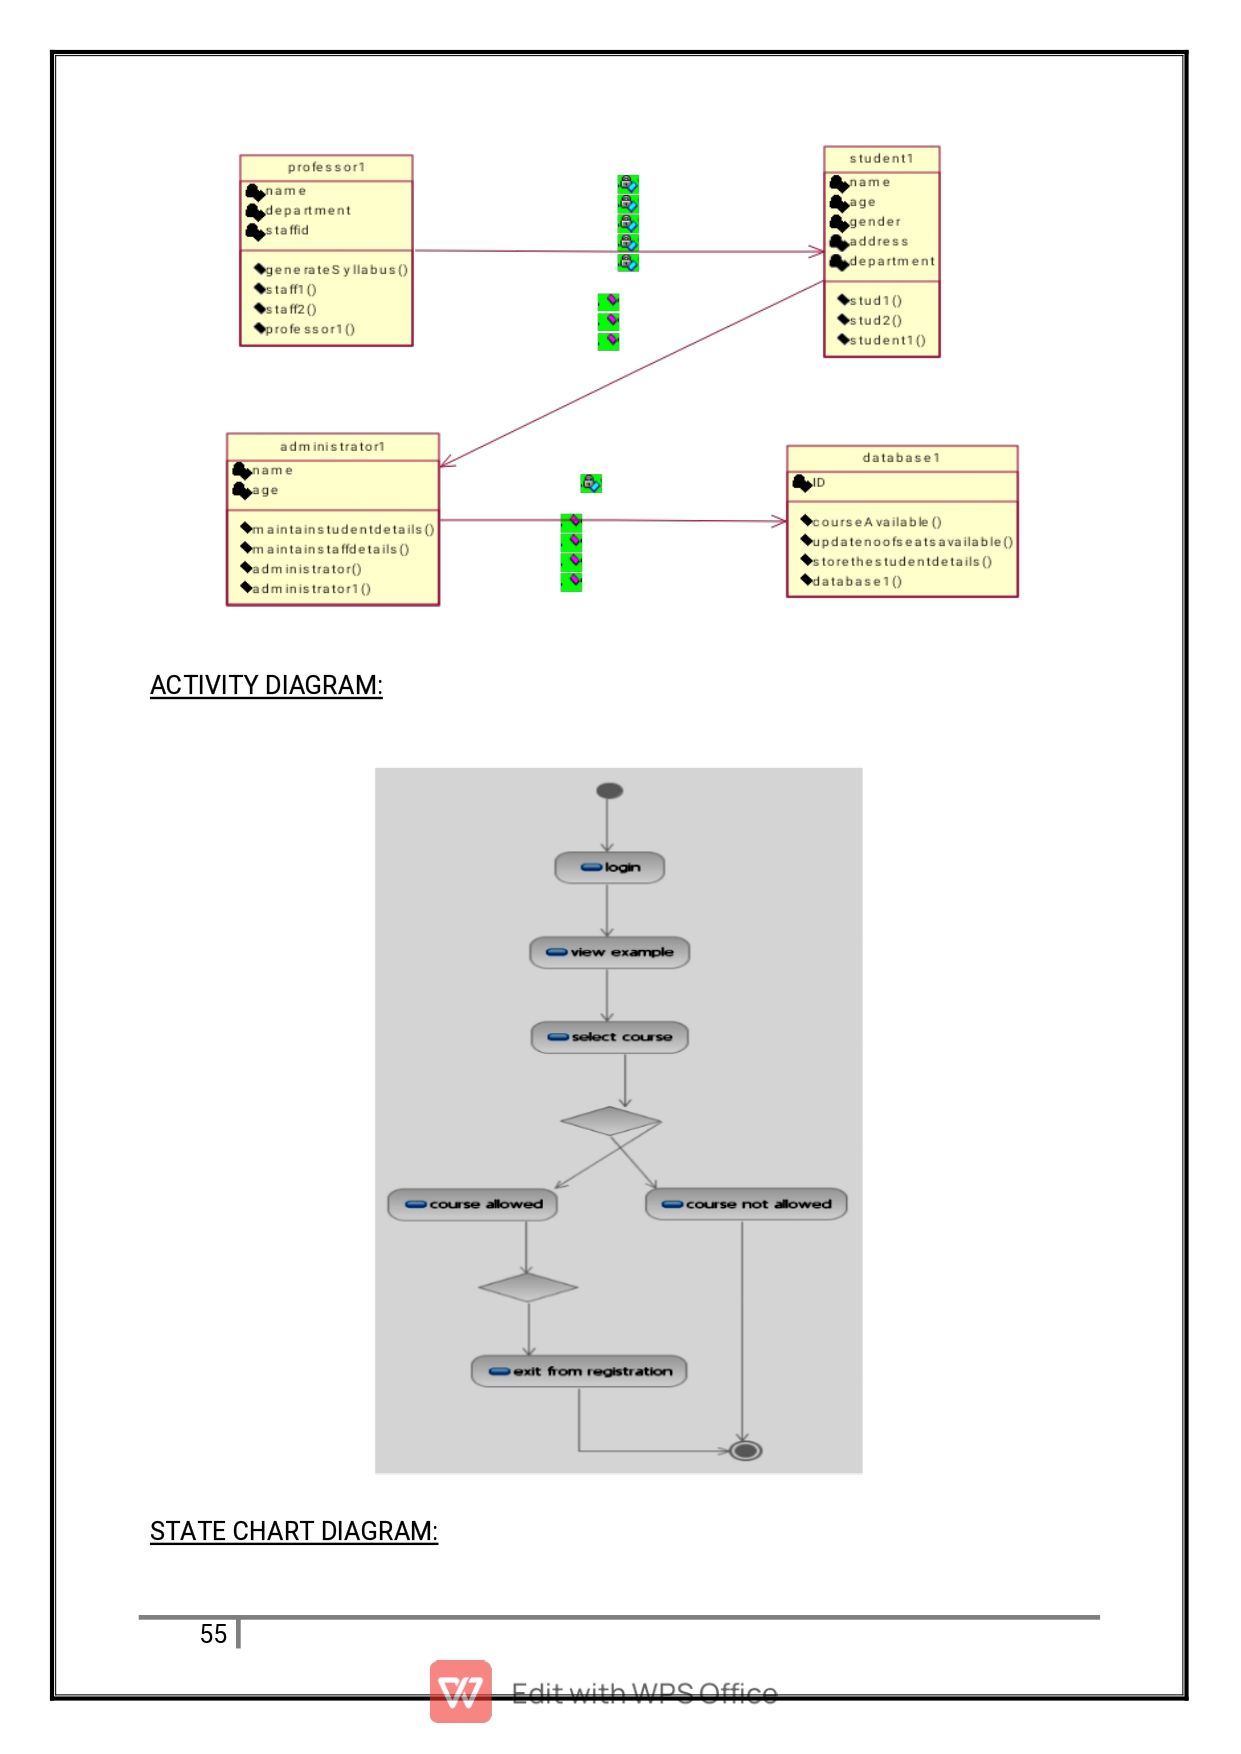 professor1
name
department
staffid
generateSyllabus()
staff1()
staff2()
professor1()
student1
name
age
gender
address
department
stud1()
stud2()
student1()
administrator1
name
age
maintainstudentdetails()
maintainstaffdetails()
administrator()
administrator1()
database1
ID
courseAvailable()
updatenoofseatsavailable()
storethestudentdetails()
database1()
ACTIVITY DIAGRAM:
login
view example
select course
course allowed
course not allowed
exit from registration
STATE CHART DIAGRAM:
55
Edit with WPS Office